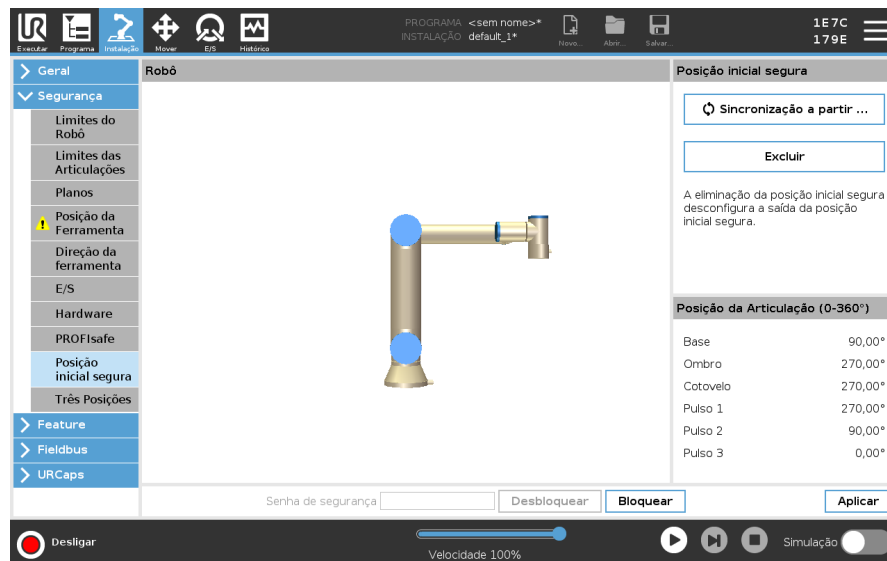 Executar
Programa
Instalação
Mover
E/S
Histórico
PROGRAMA <sem nome>*
INSTALAÇÃO default_1*
Novo...
Abrir...
Salvar...
1E7C
179E
Geral
Segurança
Limites do
Robô
Limites das
Articulações
Planos
Posição da
Ferramenta
Direção da
ferramenta
E/S
Hardware
PROFIsafe
Posição
inicial segura
Três Posições
Feature
Fieldbus
URCaps
Robô
Posição inicial segura
Sincronização a partir ...
Excluir
A eliminação da posição inicial segura
desconfigura a saída da posição
inicial segura.
Posição da Articulação (0-360°)
Base 90,00°
Ombro 270,00°
Cotovelo 270,00°
Pulso 1 270,00°
Pulso 2 90,00°
Pulso 3 0,00°
Senha de segurança
Desbloquear
Bloquear
Aplicar
Desligar
Velocidade 100%
Simulação